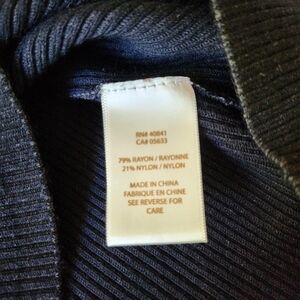 RN# 40841
CA# 05633
79% RAYON / RAYONNE
21% NYLON / NYLON
MADE IN CHINA
FABRIQUE EN CHINE
SEE REVERSE FOR
CARE